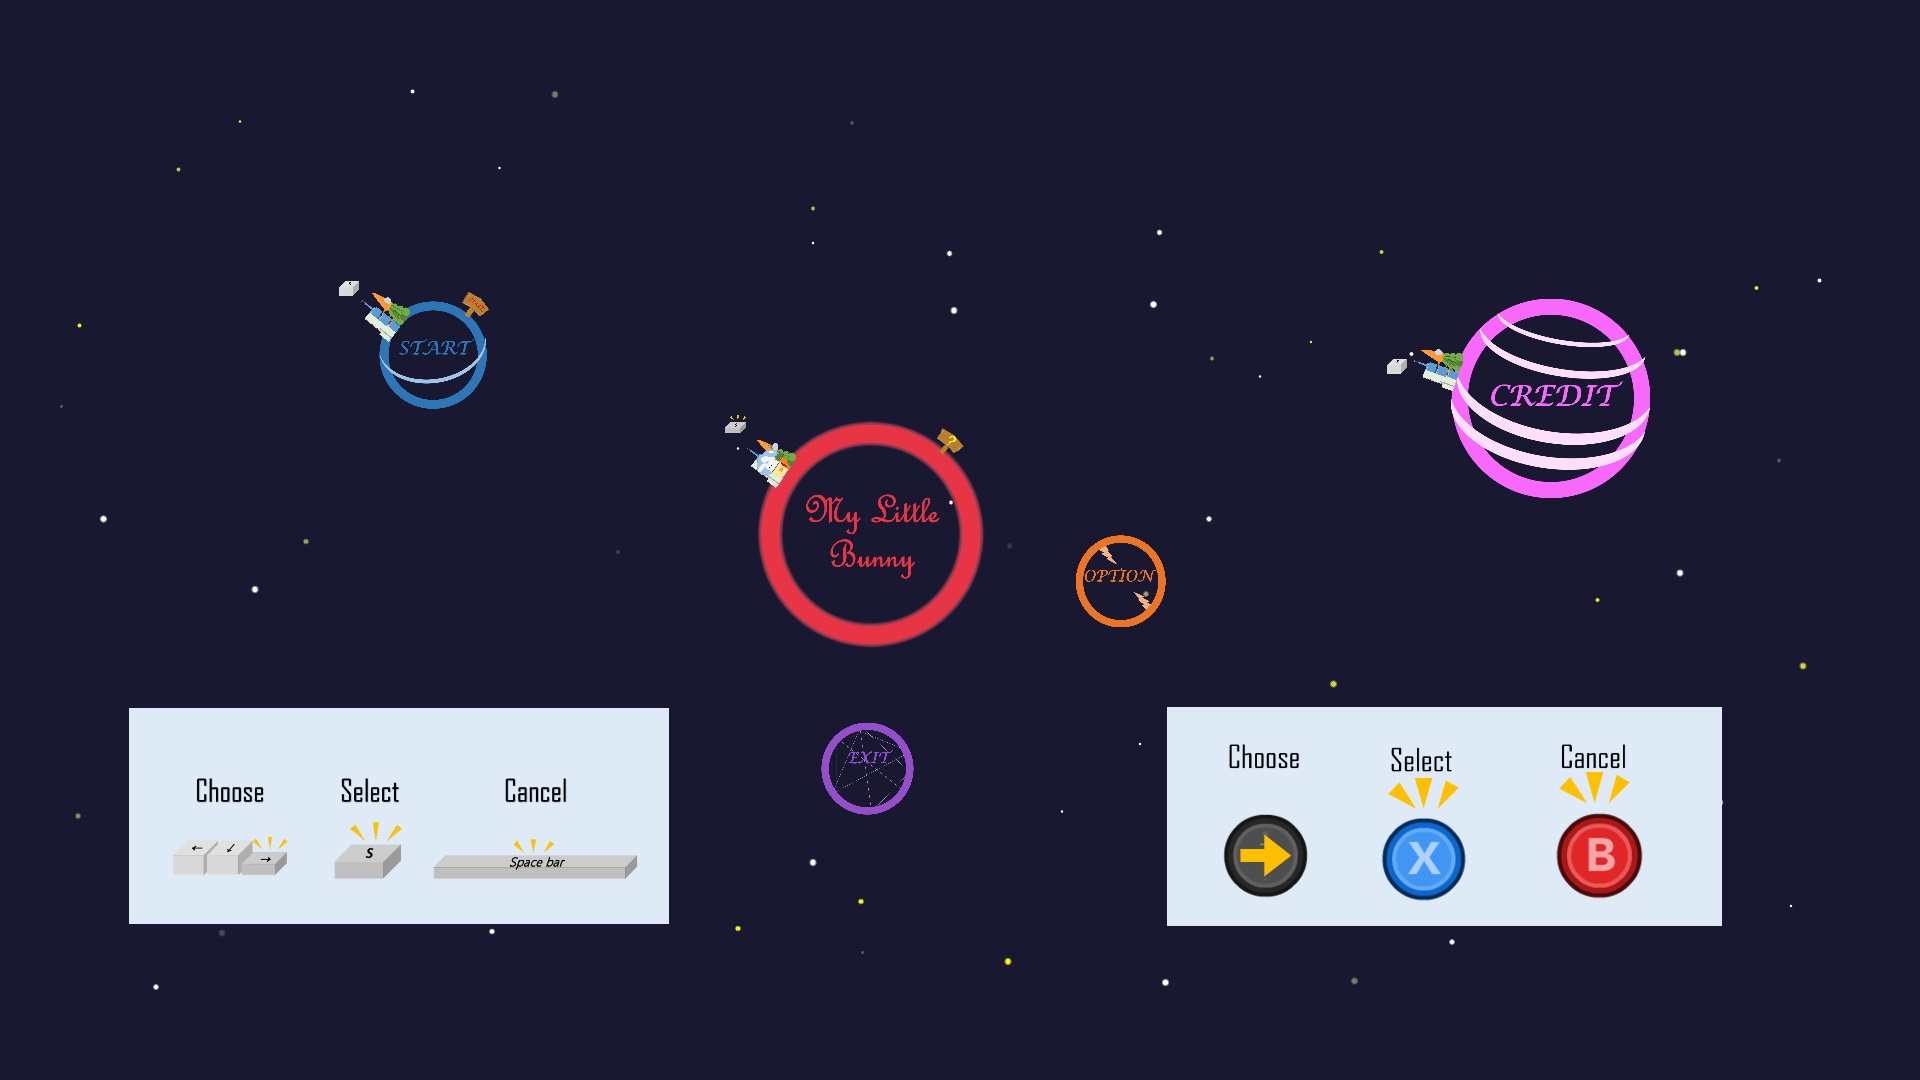 START
CREDIT
My Little
Bunny
OPTION
EXIT
Choose
Select
Cancel
← ↙ →
S
Space bar
Choose
Select
Cancel
X
B